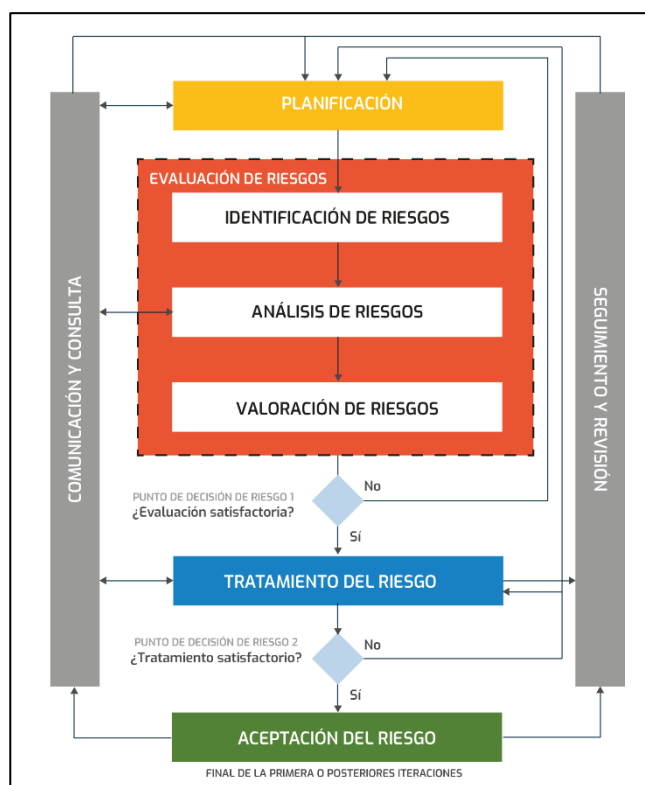 PLANIFICACIÓN
EVALUACIÓN DE RIESGOS
IDENTIFICACIÓN DE RIESGOS
ANÁLISIS DE RIESGOS
VALORACIÓN DE RIESGOS
COMUNICACIÓN Y CONSULTA
SEGUIMIENTO Y REVISIÓN
PUNTO DE DECISIÓN DE RIESGO 1
¿Evaluación satisfactoria?
No
Sí
TRATAMIENTO DEL RIESGO
PUNTO DE DECISIÓN DE RIESGO 2
¿Tratamiento satisfactorio?
No
Sí
ACEPTACIÓN DEL RIESGO
FINAL DE LA PRIMERA O POSTERIORES ITERACIONES